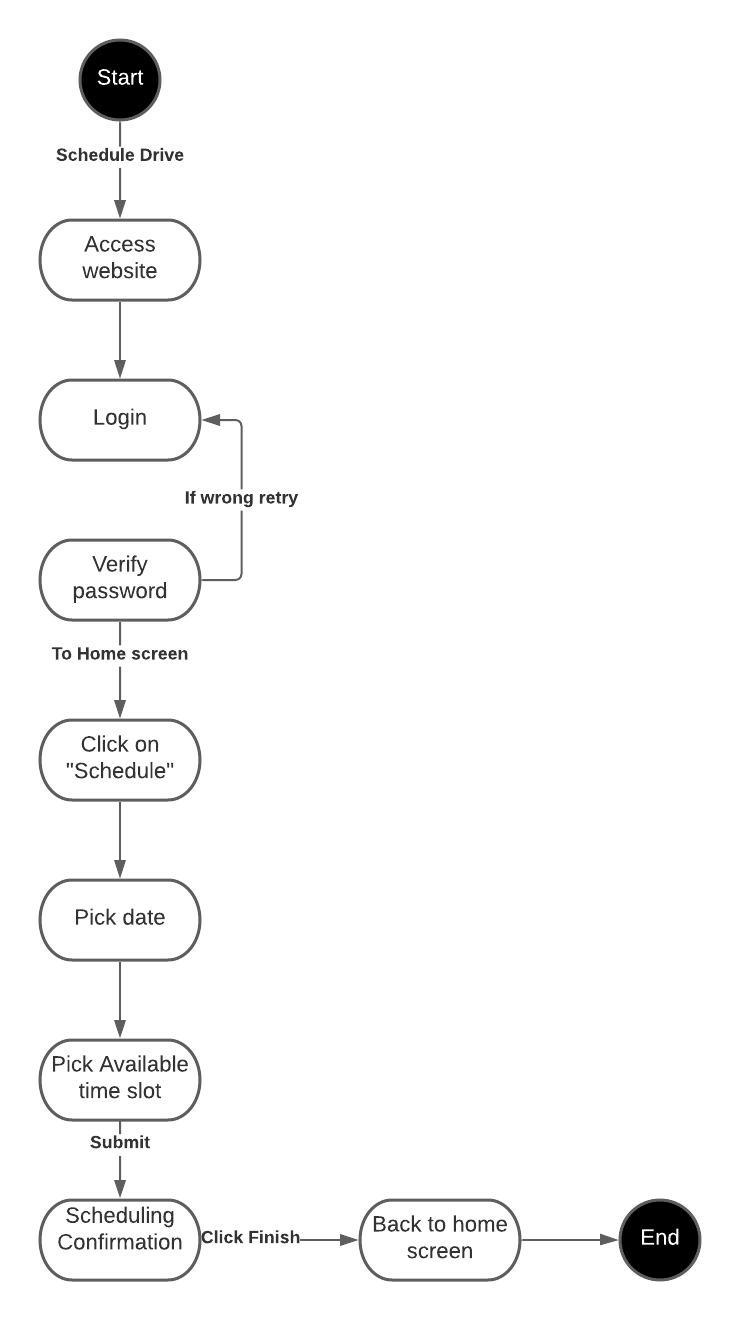 Start
Schedule Drive
Access
website
Login
If wrong retry
Verify
password
To Home screen
Click on
"Schedule"
Pick date
Pick Available
time slot
Submit
Scheduling
Confirmation
Click Finish
Back to home
screen
End